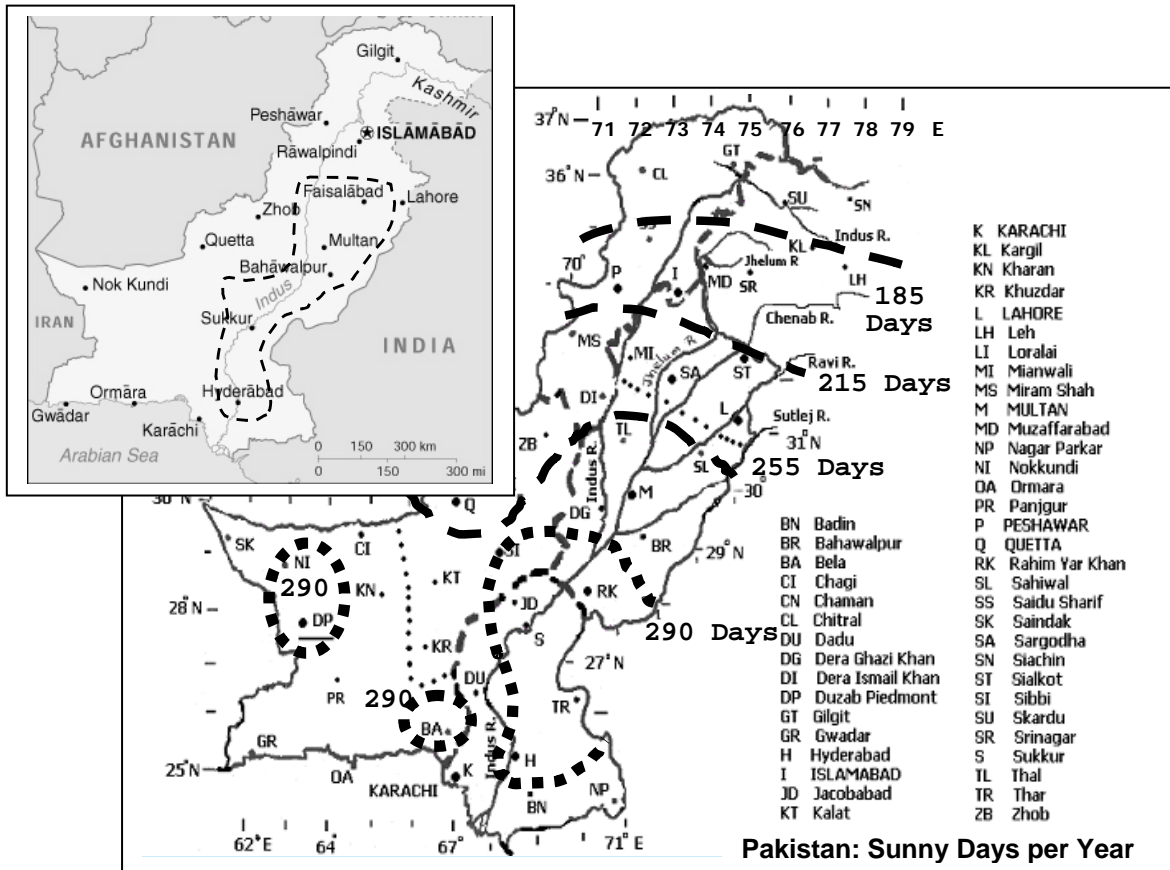 Gilgit
Kashmir
Peshāwar
ISLĀMĀBĀD
Rāwalpindi
AFGHANISTAN
Faisalābad
Lahore
Zhob
Quetta
Multan
Bahāwalpur
Nok Kundi
Indus
IRAN
Sukkur
INDIA
Ormāra
Hyderābād
Gwādar
Karāchi
Arabian Sea
0 150 300 km
0 150 300 mi
37°N
71 72 73 74 75 76 77 78 79 E
36°N
GT
CL
SU
SN
SS
Indus R.
KL
70°
P
I
Jhelum R
MD
SR
LH
185
Days
Chenab R.
MS
MI
Jhelum R
SA
ST
Ravi R.
215 Days
DI
L
Sutlej R.
ZB
TL
31°N
SL
255 Days
Indus R.
M
30°
30°N
Q
DG
SK
CI
SI
BR
29°N
NI
290
KN
KT
JD
RK
28°N
DP
S
290 Days
KR
27°N
PR
DU
290
TR
BA
Indus R.
GR
H
25°N
OA
KARACHI
K
BN
NP
62°E
64°
67°
71°E
BN Badin
BR Bahawalpur
BA Bela
CI Chagi
CN Chaman
CL Chitral
DU Dadu
DG Dera Ghazi Khan
DI Dera Ismail Khan
DP Duzab Piedmont
GT Gilgit
GR Gwadar
H Hyderabad
I ISLAMABAD
JD Jacobabad
KT Kalat
K KARACHI
KL Kargil
KN Kharan
KR Khuzdar
L LAHORE
LH Leh
LI Loralai
MI Mianwali
MS Miram Shah
M MULTAN
MD Muzaffarabad
NP Nagar Parkar
NI Nokkundi
OA Ormara
PR Panjgur
P PESHAWAR
Q QUETTA
RK Rahim Yar Khan
SL Sahiwal
SS Saidu Sharif
SK Saindak
SA Sargodha
SN Siachin
ST Sialkot
SI Sibbi
SU Skardu
SR Srinagar
S Sukkur
TL Thal
TR Thar
ZB Zhob
Pakistan: Sunny Days per Year